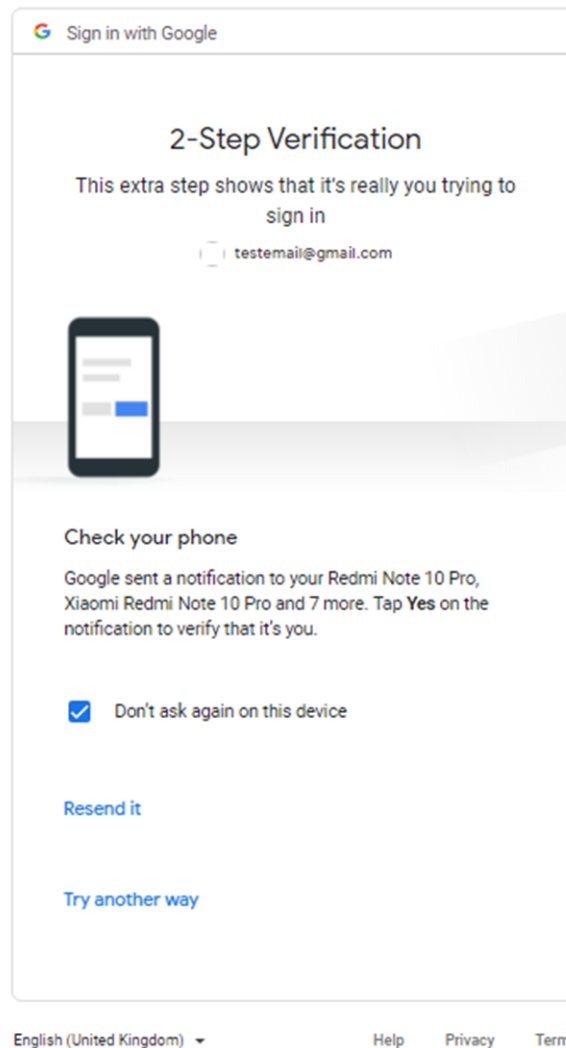 Sign in with Google
2-Step Verification
This extra step shows that it's really you trying to
sign in
testemail@gmail.com
Check your phone
Google sent a notification to your Redmi Note 10 Pro,
Xiaomi Redmi Note 10 Pro and 7 more. Tap Yes on the
notification to verify that it's you.
Don't ask again on this device
Resend it
Try another way
English (United Kingdom) Help Privacy Term